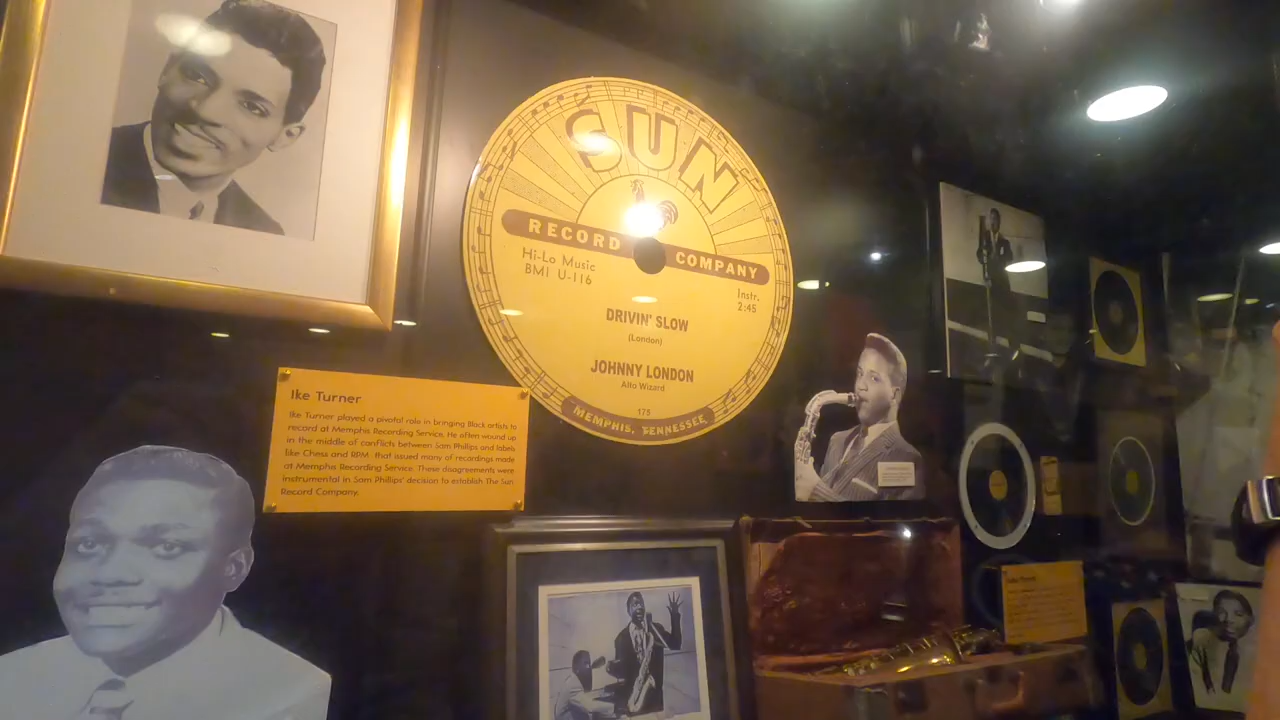 SUN
RECORD COMPANY
Hi-Lo Music
BMI U-116
Instr.
2:45
DRIVIN' SLOW
(London)
JOHNNY LONDON
Alto Wizard
175
MEMPHIS, TENNESSEE
Ike Turner
Ike Turner played a pivotal role in bringing Black artists to
record at Memphis Recording Service. He often wound up
in the middle of conflicts between Sam Phillips and labels
like Chess and RPM that issued many of recordings made
at Memphis Recording Service. These disagreements were
instrumental in Sam Phillips' decision to establish The Sun
Record Company.